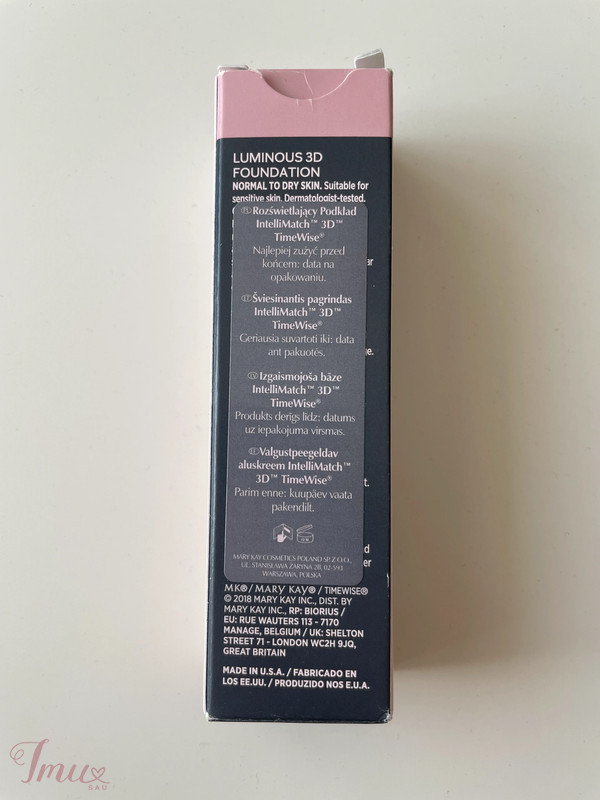 LUMINOUS 3D
FOUNDATION
NORMAL TO DRY SKIN. Suitable for
sensitive skin. Dermatologist-tested.
PL Rozświetlający Podkład
IntelliMatch™ 3D™
TimeWise®
Najlepiej zużyć przed
końcem: data na
opakowaniu.
LT Šviesinantis pagrindas
IntelliMatch™ 3D™
TimeWise®
Geriausia suvartoti iki: data
ant pakuotės.
LV Izgaismojoša bāze
IntelliMatch™ 3D™
TimeWise®
Produkts derīgs līdz: datums
uz iepakojuma virsmas.
Valgustpeegeldav
aluskreem IntelliMatch™
3D™ TimeWise®
Parim enne: kuupäev vaata
pakendilt.
MARY KAY COSMETICS POLAND SP. Z O.O.,
UL. STANISŁAWA ŻARYNA 2B, 02-593
WARSZAWA, POLSKA
MK® / MARY KAY® / TIMEWISE®
© 2018 MARY KAY INC., DIST. BY
MARY KAY INC., RP: BIORIUS /
EU: RUE WAUTERS 113 - 7170
MANAGE, BELGIUM / UK: SHELTON
STREET 71 - LONDON WC2H 9JQ,
GREAT BRITAIN
MADE IN U.S.A. / FABRICADO EN
LOS EE.UU. / PRODUZIDO NOS E.U.A.
Imu
SAU